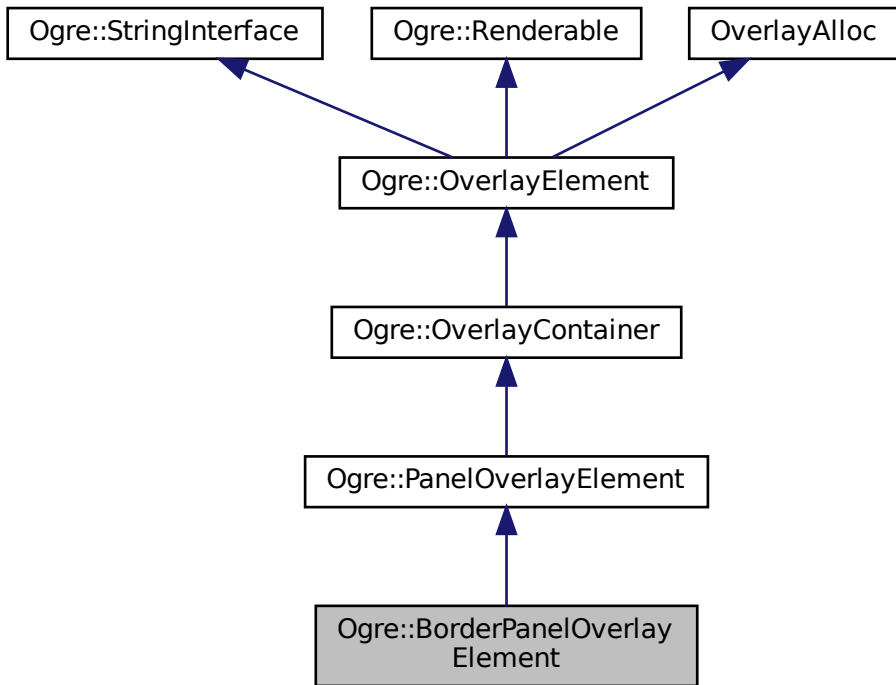 Ogre::StringInterface
Ogre::Renderable
OverlayAlloc
Ogre::OverlayElement
Ogre::OverlayContainer
Ogre::PanelOverlayElement
Ogre::BorderPanelOverlay
Element